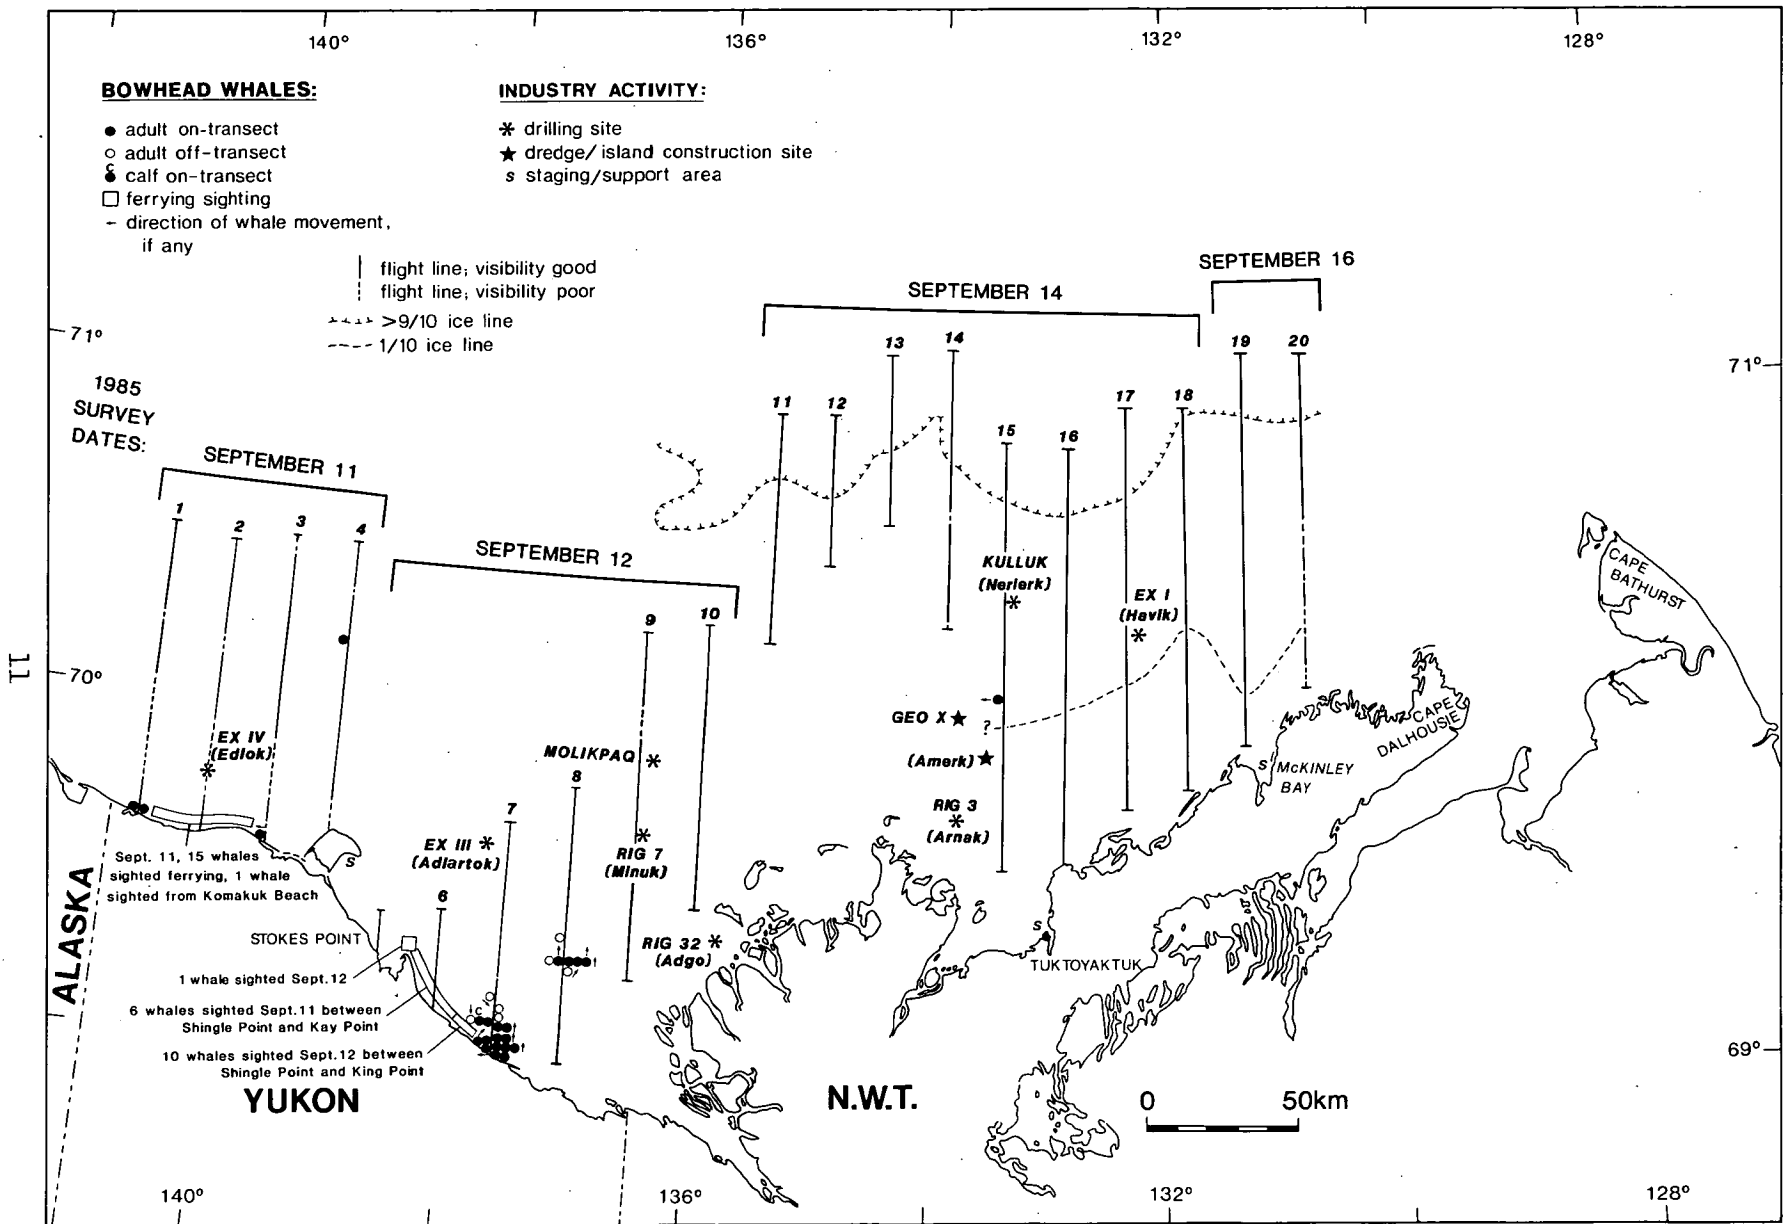 140°
136°
132°
128°
BOWHEAD WHALES:
adult on-transect
adult off-transect
c
calf on-transect
ferrying sighting
direction of whale movement,
if any
INDUSTRY ACTIVITY:
drilling site
dredge/island construction site
s staging/support area
flight line; visibility good
flight line; visibility poor
>9/10 ice line
1/10 ice line
71°
71°
1985
SURVEY
DATES:
SEPTEMBER 11
SEPTEMBER 12
SEPTEMBER 14
SEPTEMBER 16
1
2
3
4
6
7
8
9
10
11
12
13
14
15
16
17
18
19
20
KULLUK
(Nerlerk)
EX I
(Havik)
CAPE
BATHURST
11
70°
EX IV
(Edlok)
MOLIKPAQ
GEO X
?
(Amerk)
CAPE
DALHOUSIE
S
McKINLEY
BAY
RIG 3
(Arnak)
EX III
(Adlartok)
RIG 7
(Minuk)
S
Sept. 11, 15 whales
sighted ferrying, 1 whale
sighted from Komakuk Beach
ALASKA
STOKES POINT
RIG 32
(Adgo)
S
TUKTOYAKTUK
1 whale sighted Sept.12
6 whales sighted Sept.11 between
Shingle Point and Kay Point
c
10 whales sighted Sept.12 between
Shingle Point and King Point
69°
YUKON
N.W.T.
0
50km
140°
136°
132°
128°